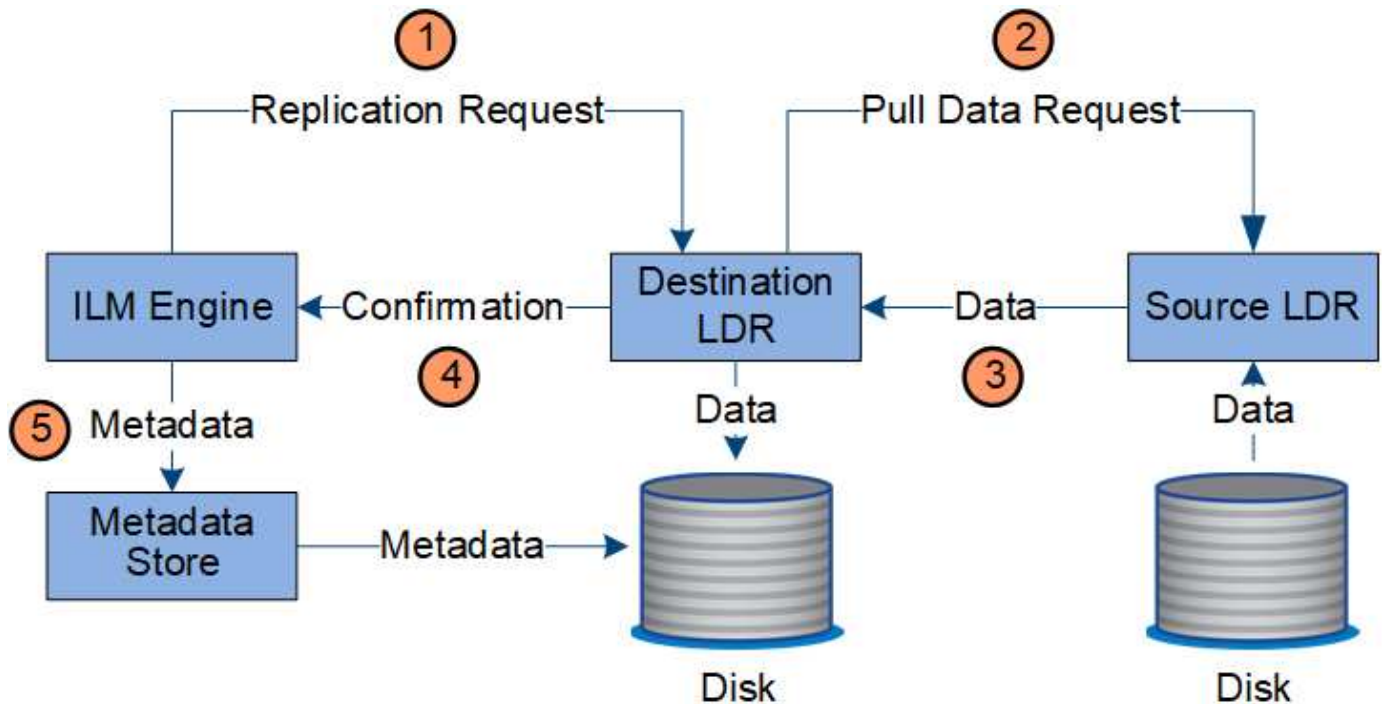 1
2
Replication Request
Pull Data Request
ILM Engine
Confirmation
Destination
LDR
Data
Source LDR
4
3
5
Metadata
Data
Data
Metadata
Store
Metadata
Disk
Disk